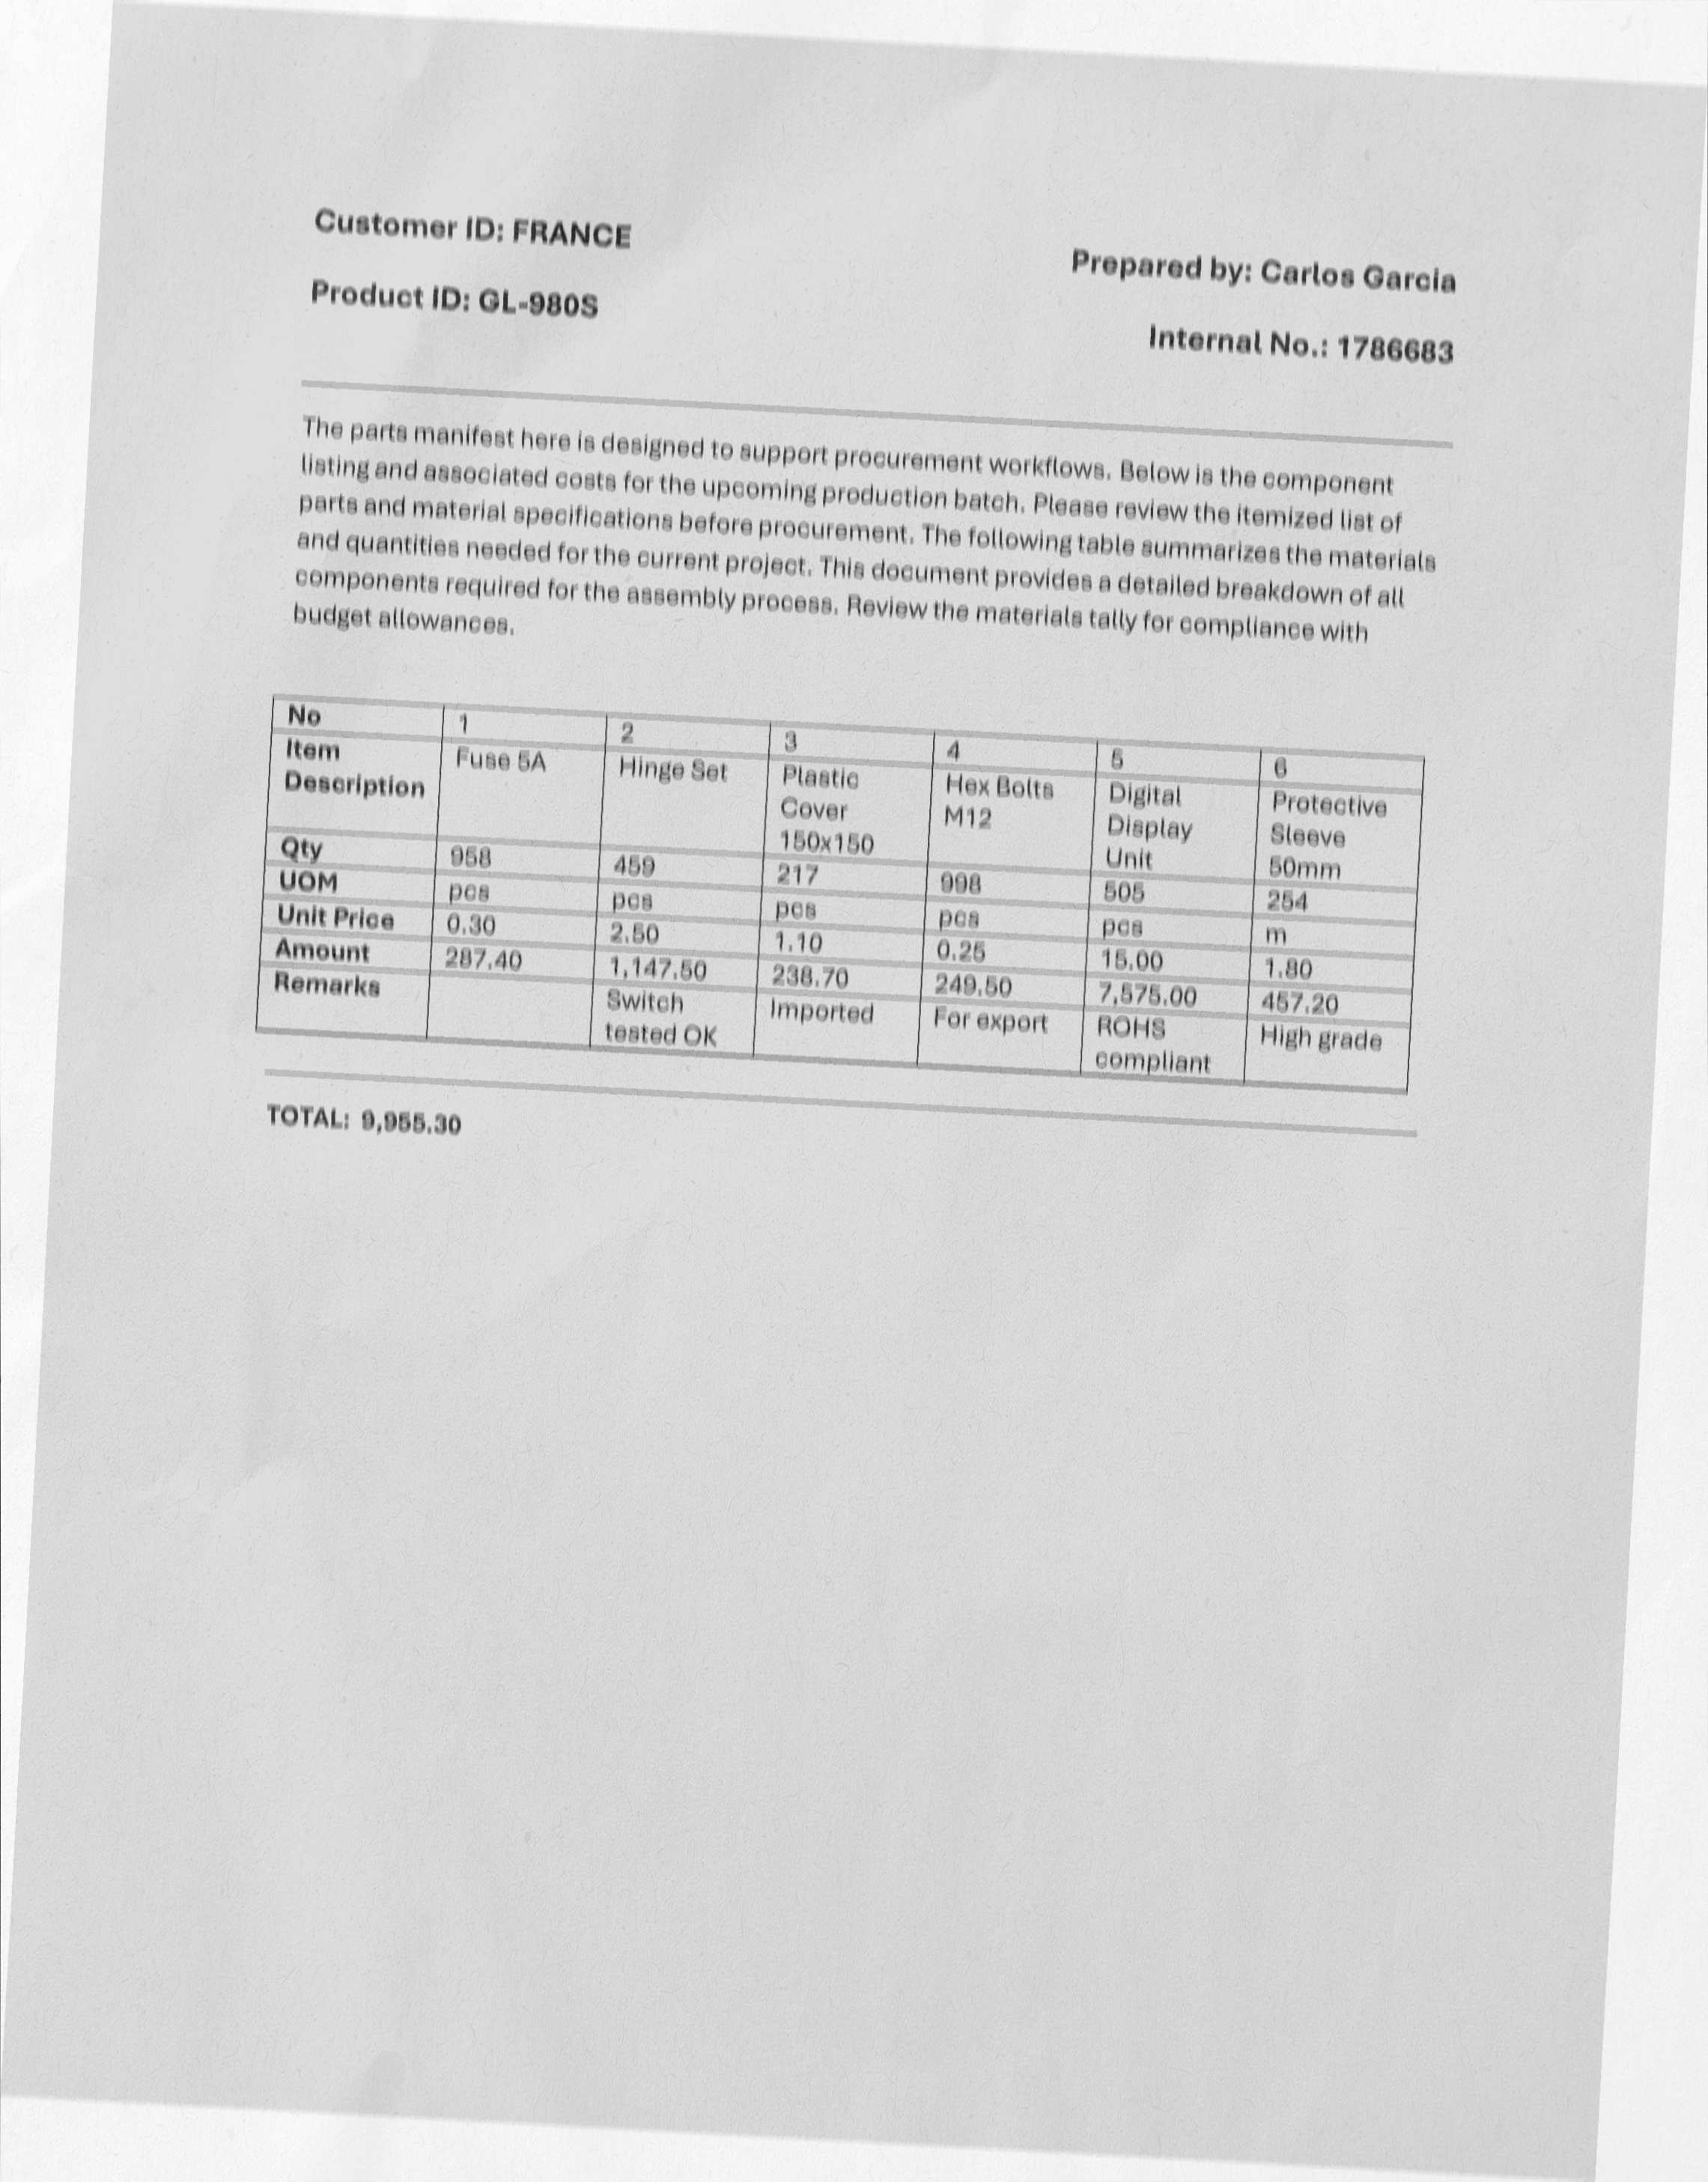 Customer ID: FRANCE
Prepared by: Carlos Garcia
Product ID: GL-980S
Internal No.: 1786683
The parts manifest here is designed to support procurement workflows. Below is the component
listing and associated costs for the upcoming production batch. Please review the itemized list of
parts and material specifications before procurement. The following table summarizes the materials
and quantities needed for the current project. This document provides a detailed breakdown of all
components required for the assembly process. Review the materials tally for compliance with
budget allowances.
No 1 2 3 4 5 6
Item Fuse 5A Hinge Set Plastic Hex Bolts Digital Protective
Description Cover M12 Display Sleeve
150x150 Unit 50mm
Qty 958 459 217 998 505 254
UOM pcs pcs pcs pcs pcs m
Unit Price 0.30 2.50 1.10 0.25 15.00 1.80
Amount 287.40 1,147.50 238.70 249.50 7,575.00 457.20
Remarks Switch Imported For export ROHS High grade
tested OK compliant
TOTAL: 9,955.30